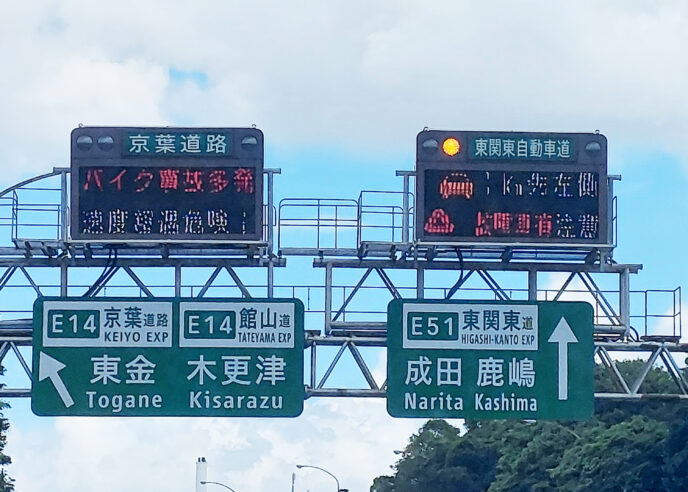 京葉道路
バイク事故多発
速度超過危険!
東関東自動車道
1km先左側
注意
E14 京葉道路
KEIYO EXP
E14 館山道
TATEYAMA EXP
東金 木更津
Togane Kisarazu
E51 東関東道
HIGASHI-KANTO EXP
成田 鹿嶋
Narita Kashima